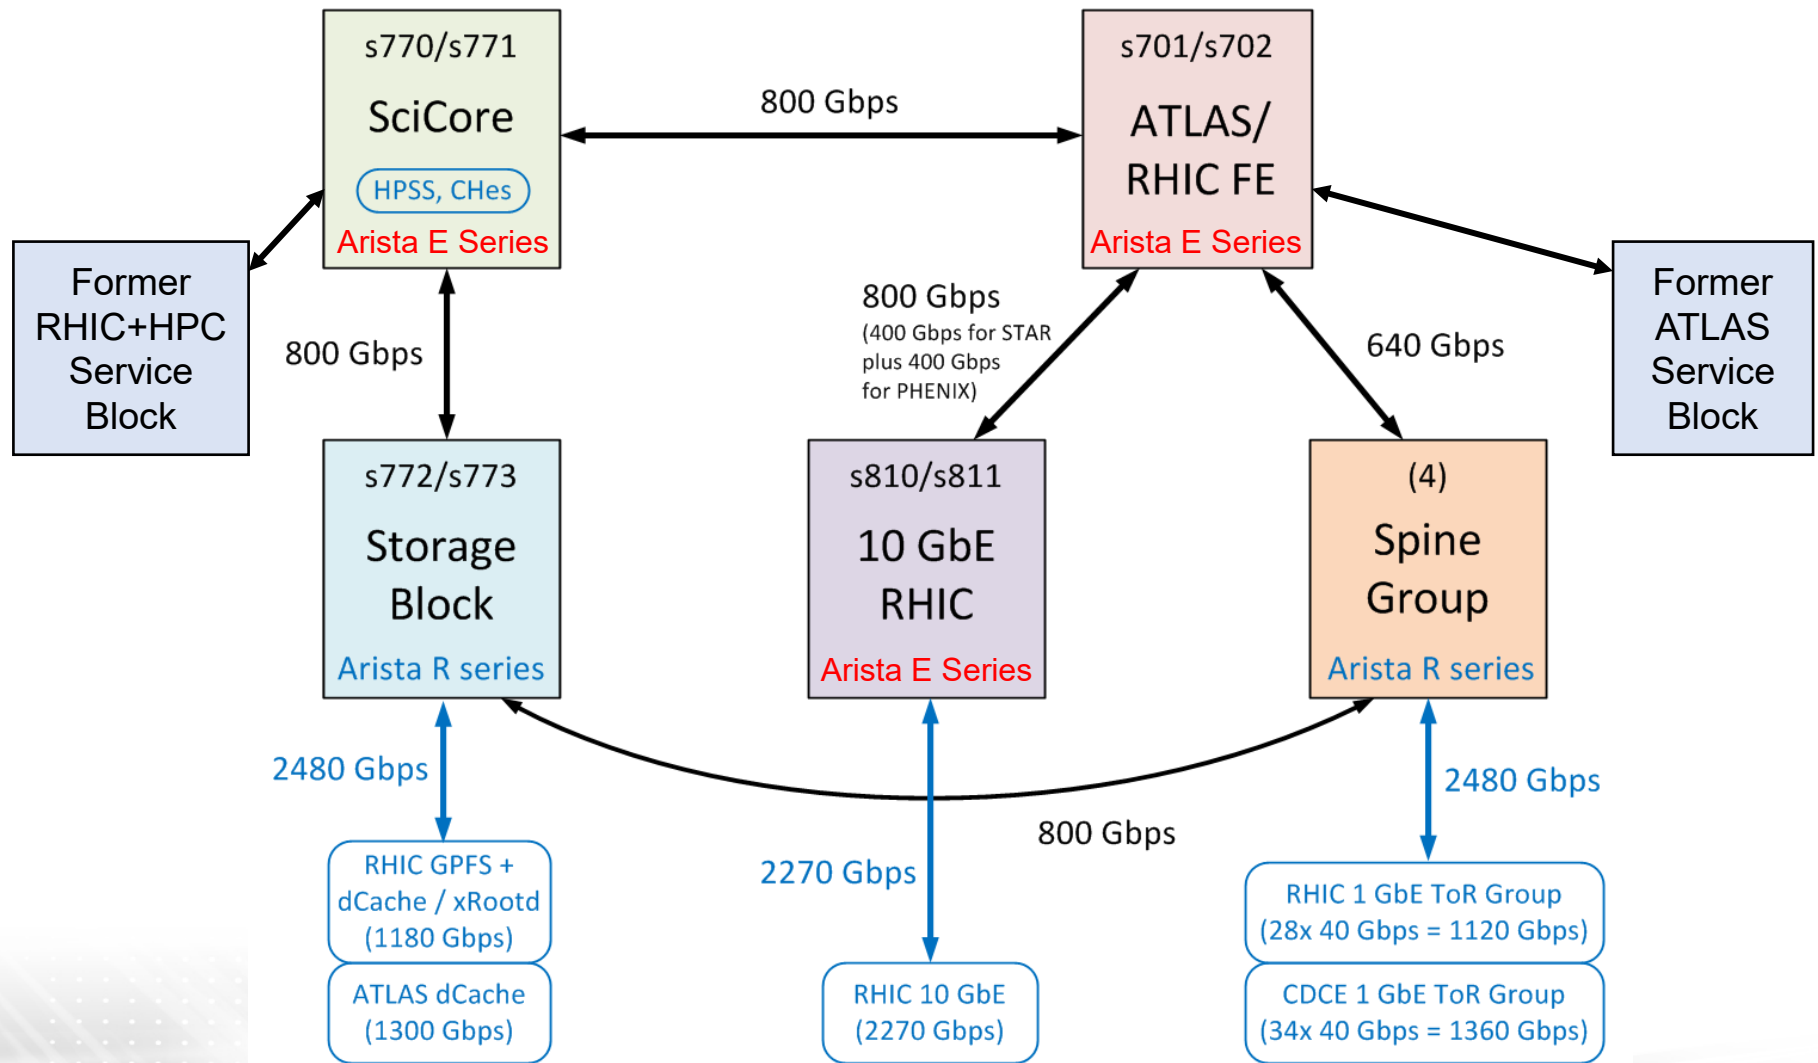 s770/s771
SciCore
HPSS, CHes
Arista E Series
800 Gbps
s701/s702
ATLAS/
RHIC FE
Arista E Series
Former
RHIC+HPC
Service
Block
800 Gbps
800 Gbps
(400 Gbps for STAR
plus 400 Gbps
for PHENIX)
640 Gbps
Former
ATLAS
Service
Block
s772/s773
Storage
Block
Arista R series
s810/s811
10 GbE
RHIC
Arista E Series
(4)
Spine
Group
Arista R series
2480 Gbps
2270 Gbps
800 Gbps
2480 Gbps
RHIC GPFS +
dCache / xRootd
(1180 Gbps)
ATLAS dCache
(1300 Gbps)
RHIC 10 GbE
(2270 Gbps)
RHIC 1 GbE ToR Group
(28x 40 Gbps = 1120 Gbps)
CDCE 1 GbE ToR Group
(34x 40 Gbps = 1360 Gbps)